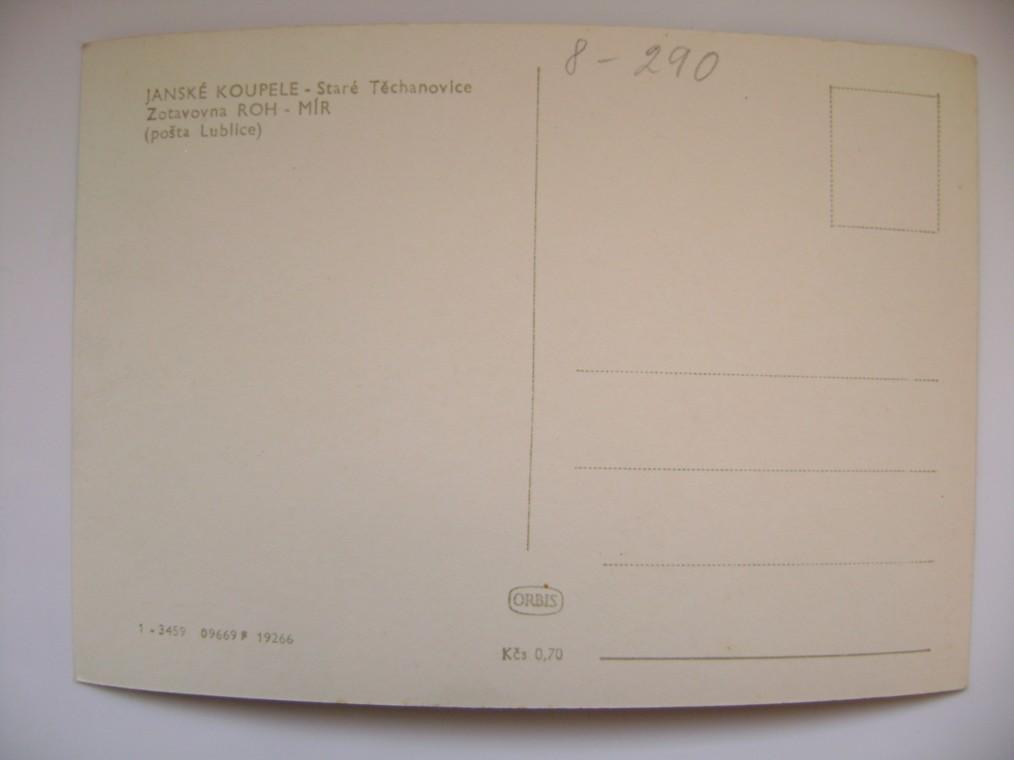 8 - 290
JANSKÉ KOUPELE - Staré Těchanovice
Zotavovna ROH - MÍR
(pošta Lublice)
ORBIS
1 - 3459 09669 19266
Kčs 0,70